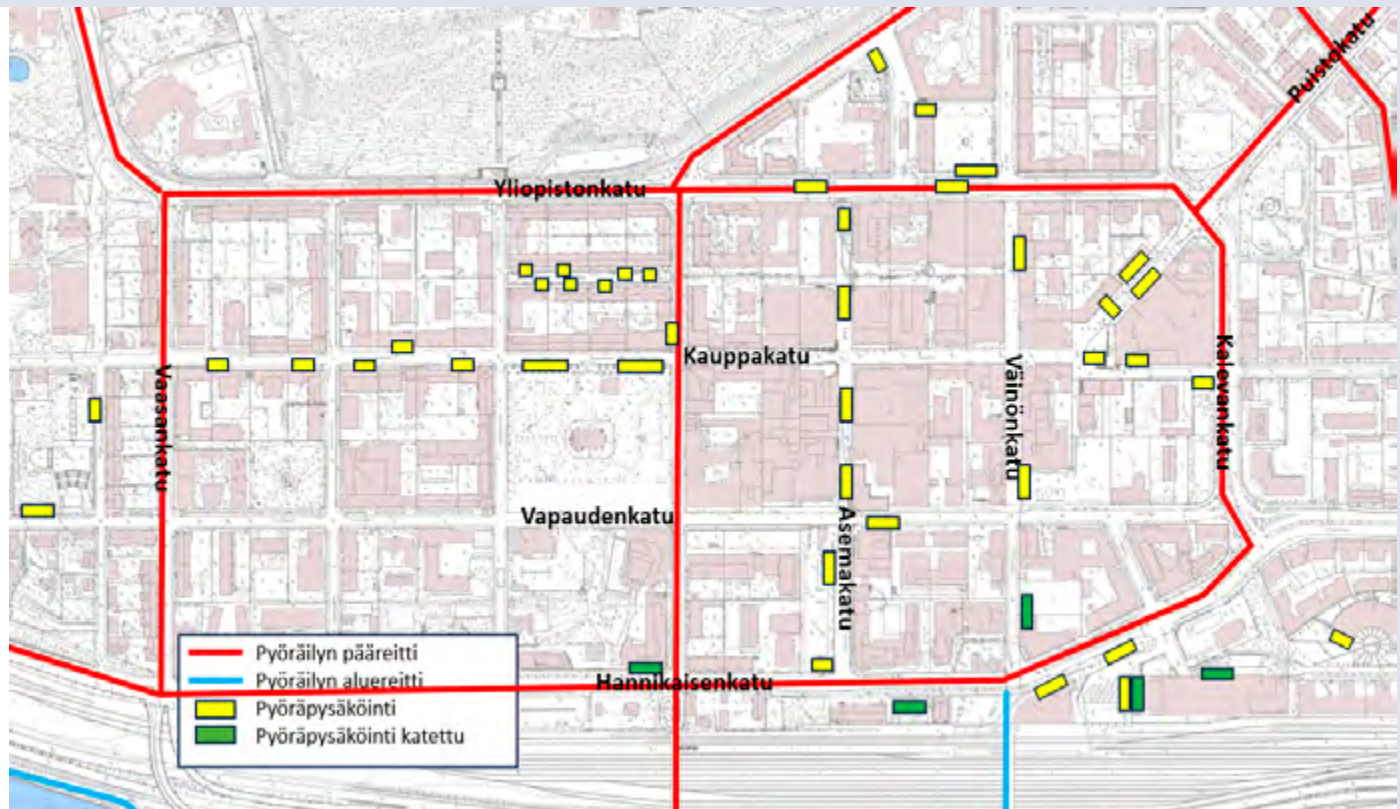 Puistokatu
Yliopistonkatu
Kauppakatu
Vaasankatu
Väinönkatu
Kalevankatu
Vapaudenkatu
Asemakatu
Hannikaisenkatu
Pyöräilyn pääreitti
Pyöräilyn aluereitti
Pyöräpysäköinti
Pyöräpysäköinti katettu